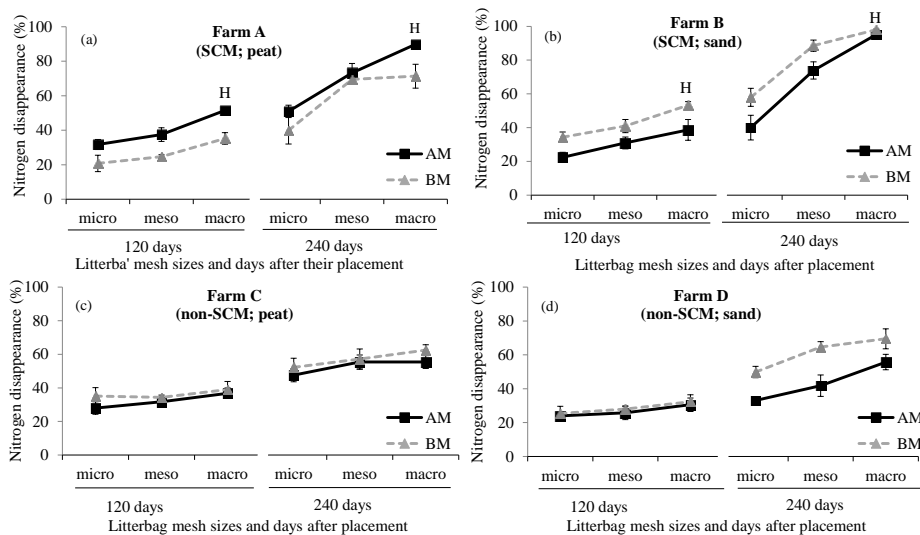 (a)
Farm A
(SCM; peat)
Nitrogen disappearance (%)
100
80
60
40
20
0
H
H
AM
BM
micro meso macro micro meso macro
120 days 240 days
Litterba' mesh sizes and days after their placement
(b)
Farm B
(SCM; sand)
Nitrogen disappearance (%)
100
80
60
40
20
0
H
H
AM
BM
micro meso macro micro meso macro
120 days 240 days
Litterbag mesh sizes and days after placement
(c)
Farm C
(non-SCM; peat)
Nitrogen disappearance (%)
100
80
60
40
20
0
AM
BM
micro meso macro micro meso macro
120 days 240 days
Litterbag mesh sizes and days after placement
(d)
Farm D
(non-SCM; sand)
Nitrogen disappearance (%)
100
80
60
40
20
0
AM
BM
micro meso macro micro meso macro
120 days 240 days
Litterbag mesh sizes and days after placement